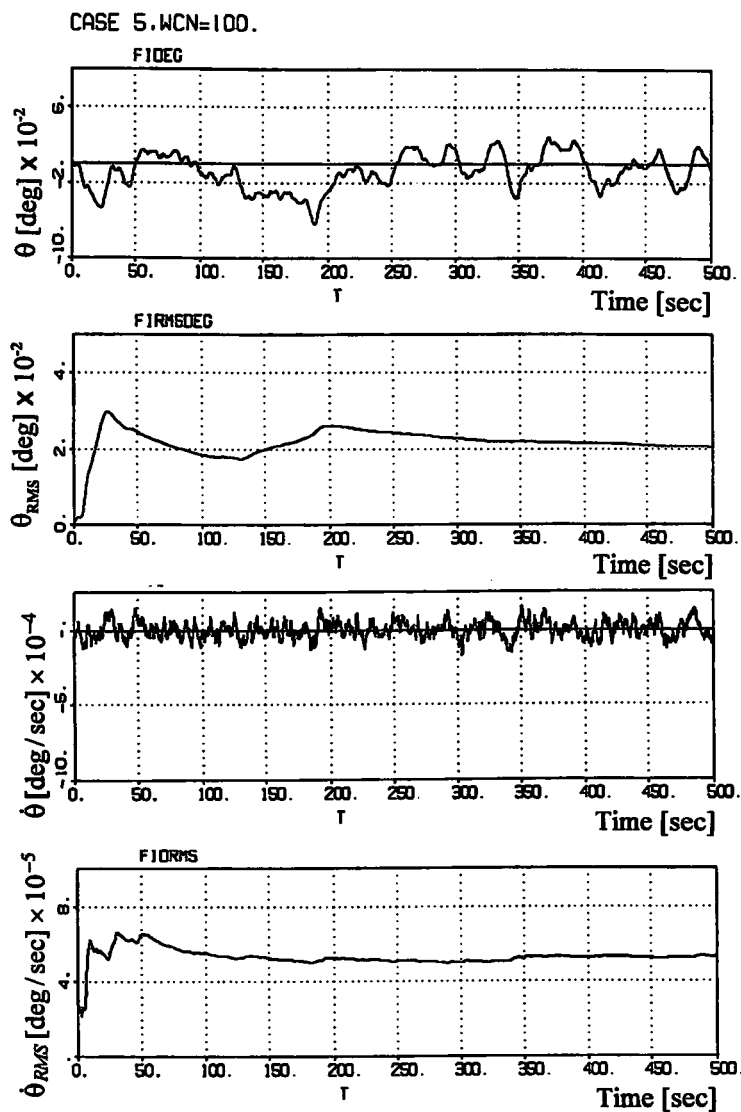 CASE 5,WCN=100.
FIDEG
θ [deg] X 10⁻²
6.
-2.
-10.
0. 50. 100. 150. 200. 250. 300. 350. 400. 450. 500.
T
Time [sec]
FIRMSDEG
θRMS [deg] X 10⁻²
4.
2.
0.
0. 50. 100. 150. 200. 250. 300. 350. 400. 450. 500.
T
Time [sec]
θ̇ [deg/sec] × 10⁻⁴
-5.
-10.
0. 50. 100. 150. 200. 250. 300. 350. 400. 450. 500.
T
Time [sec]
FIDRMS
θ̇RMS [deg/sec] × 10⁻⁵
8.
4.
.
0. 50. 100. 150. 200. 250. 300. 350. 400. 450. 500.
T
Time [sec]